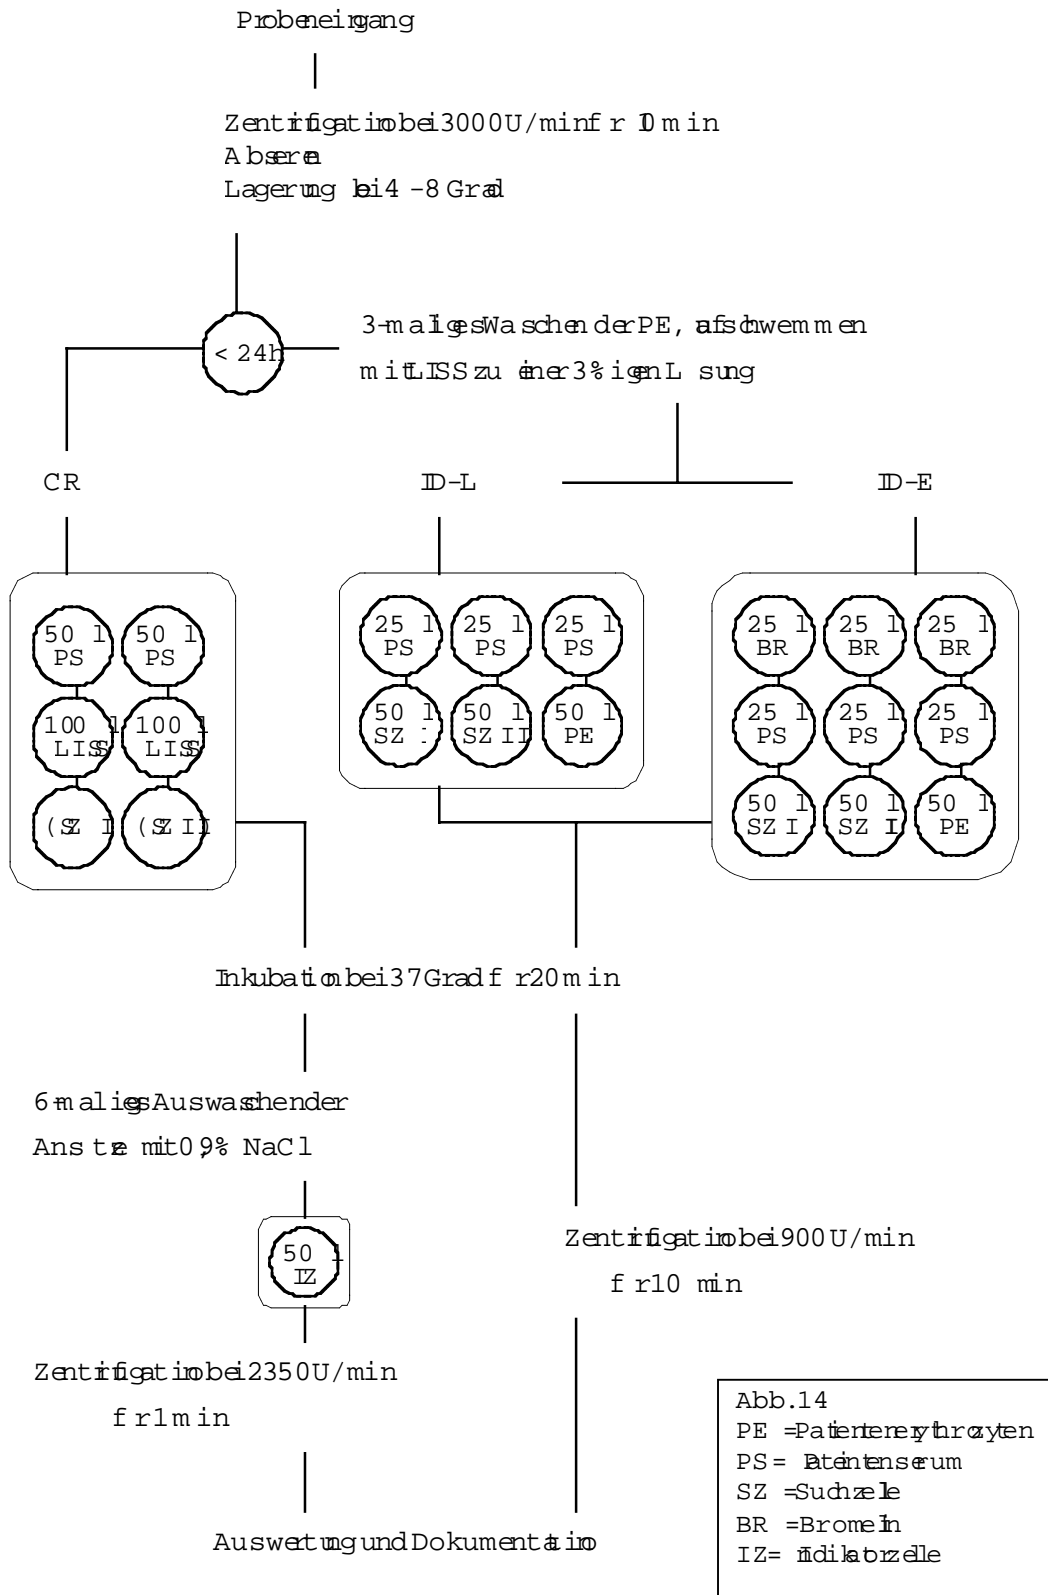 Probeneingang
Zentrifugation bei 3000 U/min f r 10 min
Abseren
Lagerung bei 4 -8 Grad
< 24h
3-maliges Waschen der PE, aufschwemmen
mit LISS zu einer 3%igen L sung
CR
ID-L
ID-E
50 l PS
50 l PS
100 l LISS
100 l LISS
(SZ I
(SZ II)
25 l PS
25 l PS
25 l PS
50 l SZ I
50 l SZ II
50 l PE
25 l BR
25 l BR
25 l BR
25 l PS
25 l PS
25 l PS
50 l SZ I
50 l SZ II
50 l PE
Inkubation bei 37 Grad f r 20 min
6-maliges Auswaschen der
Ans tze mit 0,9% NaCl
50 l IZ
Zentrifugation bei 900 U/min
f r 10 min
Zentrifugation bei 2350 U/min
f r 1 min
Auswertung und Dokumentation
Abb.14
PE = Patientenerythrozyten
PS = Patientenserum
SZ = Suchzelle
BR = Bromelin
IZ = Indikatorzelle